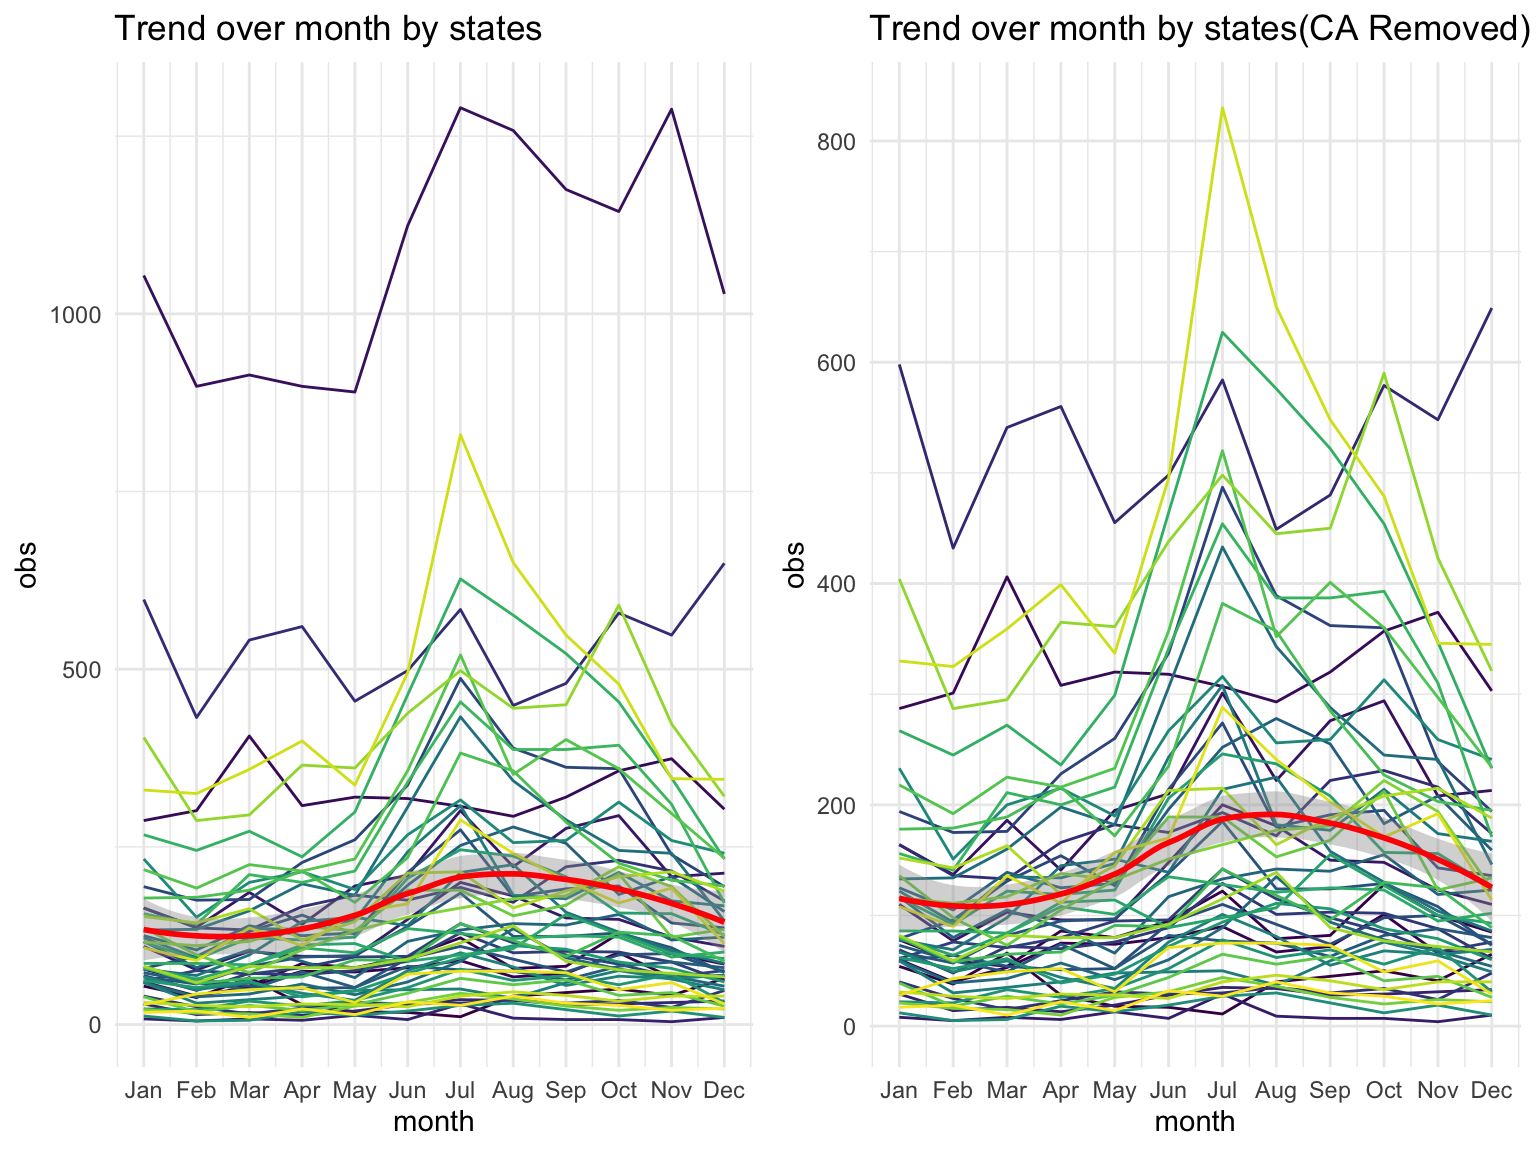 Trend over month by states
obs
1000
500
0
Jan Feb Mar Apr May Jun Jul Aug Sep Oct Nov Dec
month
Trend over month by states(CA Removed)
obs
800
600
400
200
0
Jan Feb Mar Apr May Jun Jul Aug Sep Oct Nov Dec
month